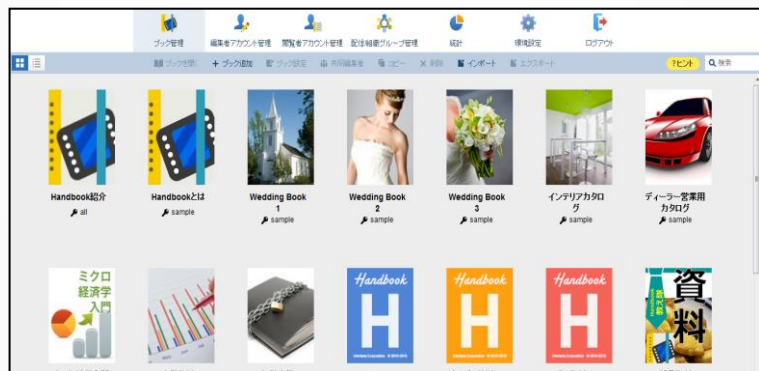 ブック管理
編集者アカウント管理
閲覧者アカウント管理
配信組織グループ管理
統計
環境設定
ログアウト
ブックを開く
+ ブック追加
ブック設定
共同編集者
コピー
× 削除
インポート
エクスポート
?ヒント
検索
Handbook紹介
all
Handbookとは
sample
Wedding Book
1
sample
Wedding Book
2
sample
Wedding Book
3
sample
インテリアカタロ
グ
ディーラー営業用
カタログ
sample
ミクロ
経済学
入門
Handbook
H
Handbook
H
Handbook
H
資料
Handbook